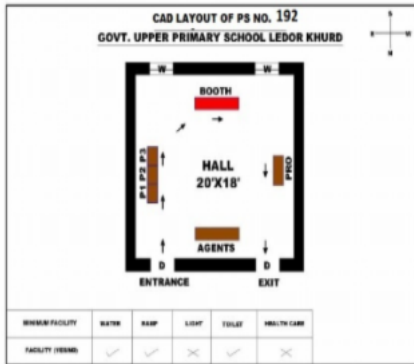 CAD LAYOUT OF PS NO. 192
GOVT. UPPER PRIMARY SCHOOL LEDOR KHURD
S
E W
N
W W
BOOTH
P1 P2 P3
HALL
20'X18'
PRO
AGENTS
D D
ENTRANCE EXIT
MINIMUM FACILITY WATER RAMP LIGHT TOILET HEALTH CARE
FACILITY (YES/NO)